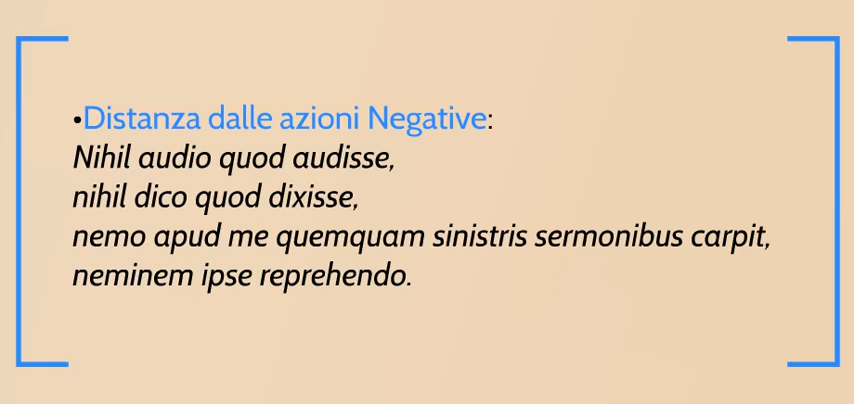 •Distanza dalle azioni Negative:
Nihil audio quod audisse,
nihil dico quod dixisse,
nemo apud me quemquam sinistris sermonibus carpit,
neminem ipse reprehendo.